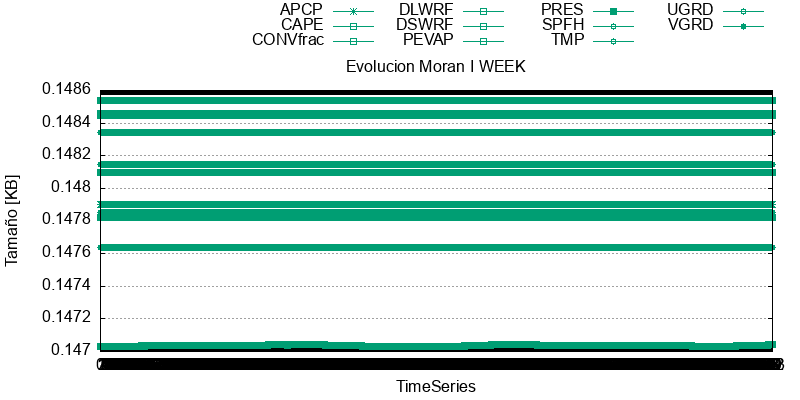 APCP DLWRF PRES UGRD
CAPE DSWRF SPFH VGRD
CONVfrac PEVAP TMP
Evolucion Moran I WEEK
0.1486
0.1484
0.1482
0.148
0.1478
0.1476
0.1474
0.1472
0.147
Tamaño [KB]
TimeSeries